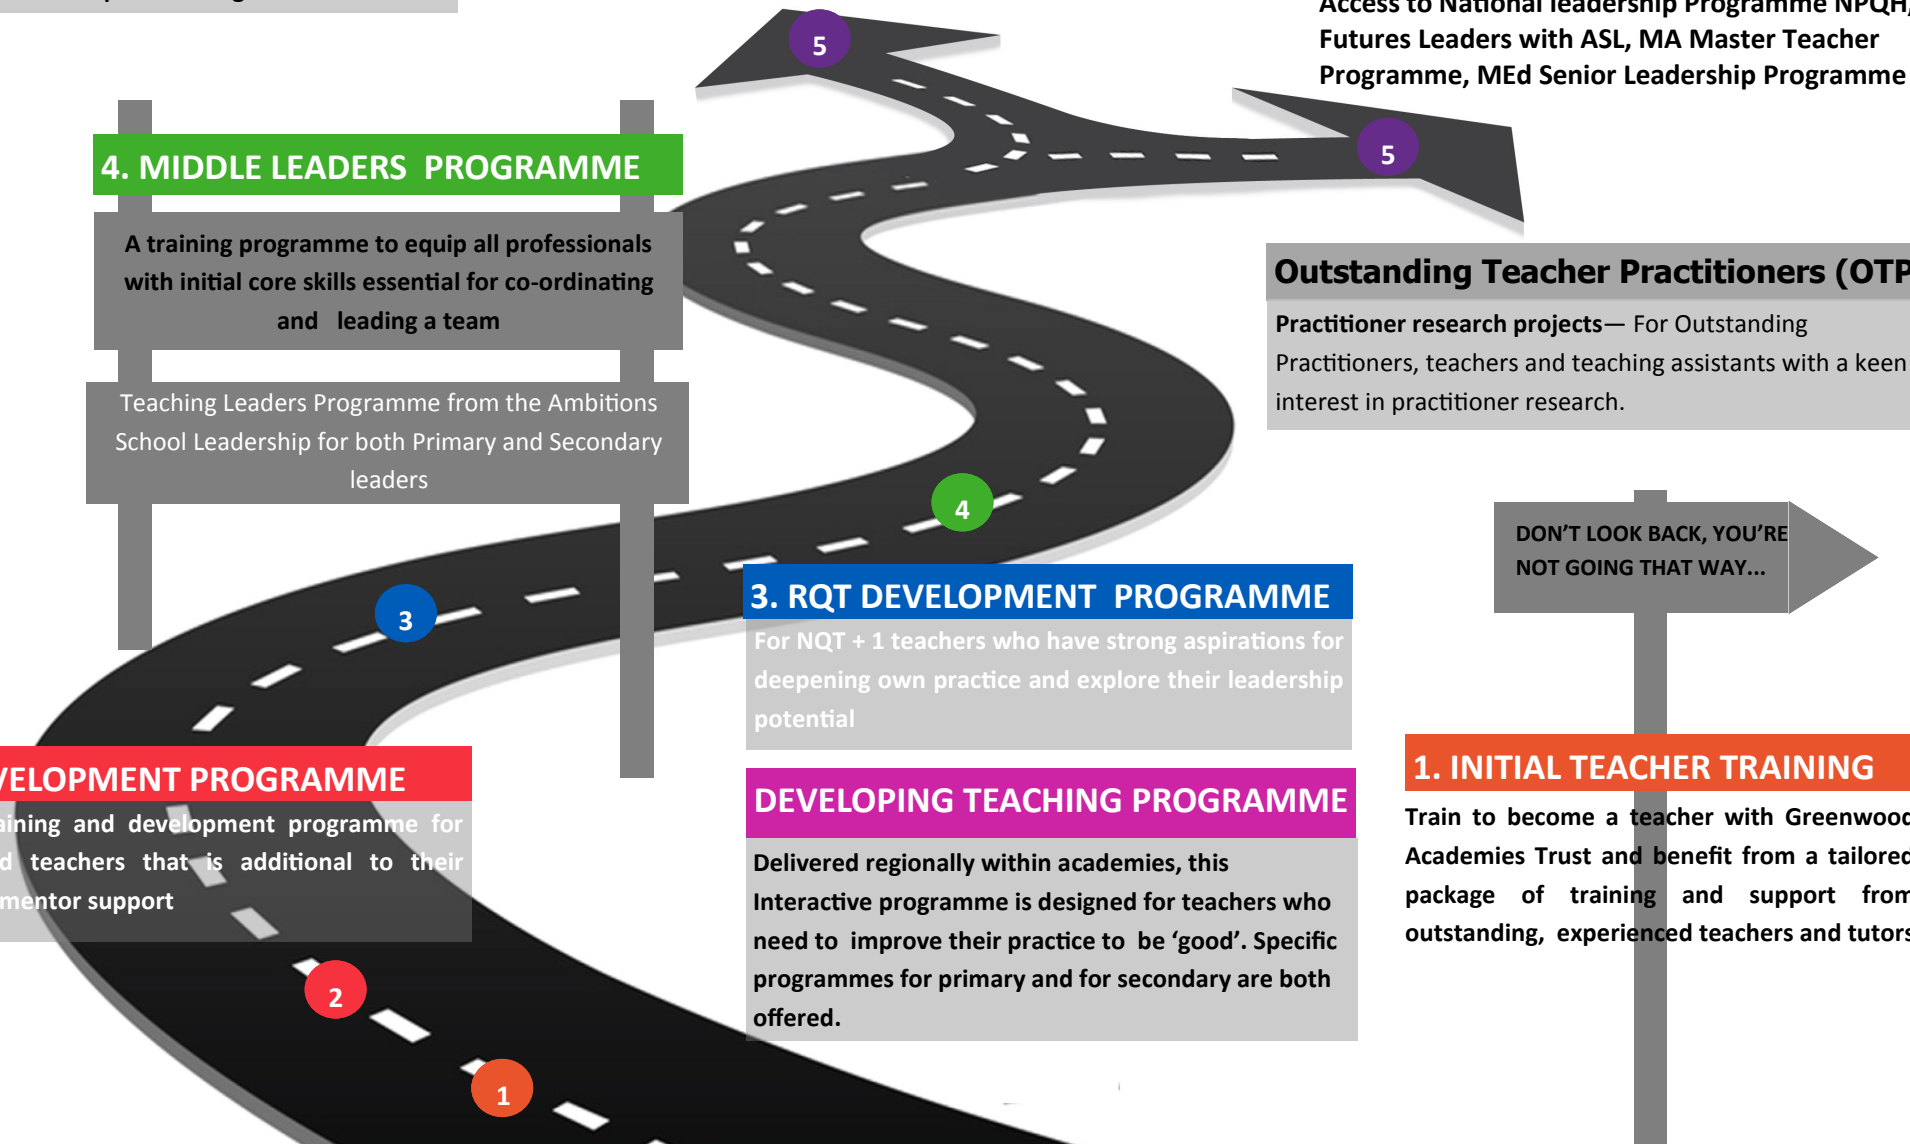 Access to National leadership Programme NPQH,
Futures Leaders with ASL, MA Master Teacher
Programme, MEd Senior Leadership Programme
5
5
4. MIDDLE LEADERS PROGRAMME
A training programme to equip all professionals
with initial core skills essential for co-ordinating
and leading a team
Teaching Leaders Programme from the Ambitions
School Leadership for both Primary and Secondary
leaders
Outstanding Teacher Practitioners (OTP
Practitioner research projects— For Outstanding
Practitioners, teachers and teaching assistants with a keen
interest in practitioner research.
4
DON'T LOOK BACK, YOU'RE
NOT GOING THAT WAY...
3
3. RQT DEVELOPMENT PROGRAMME
For NQT + 1 teachers who have strong aspirations for
deepening own practice and explore their leadership
potential
VELOPMENT PROGRAMME
aining and development programme for
d teachers that is additional to their
mentor support
DEVELOPING TEACHING PROGRAMME
Delivered regionally within academies, this
Interactive programme is designed for teachers who
need to improve their practice to be ‘good’. Specific
programmes for primary and for secondary are both
offered.
1. INITIAL TEACHER TRAINING
Train to become a teacher with Greenwood
Academies Trust and benefit from a tailored
package of training and support from
outstanding, experienced teachers and tutors
2
1